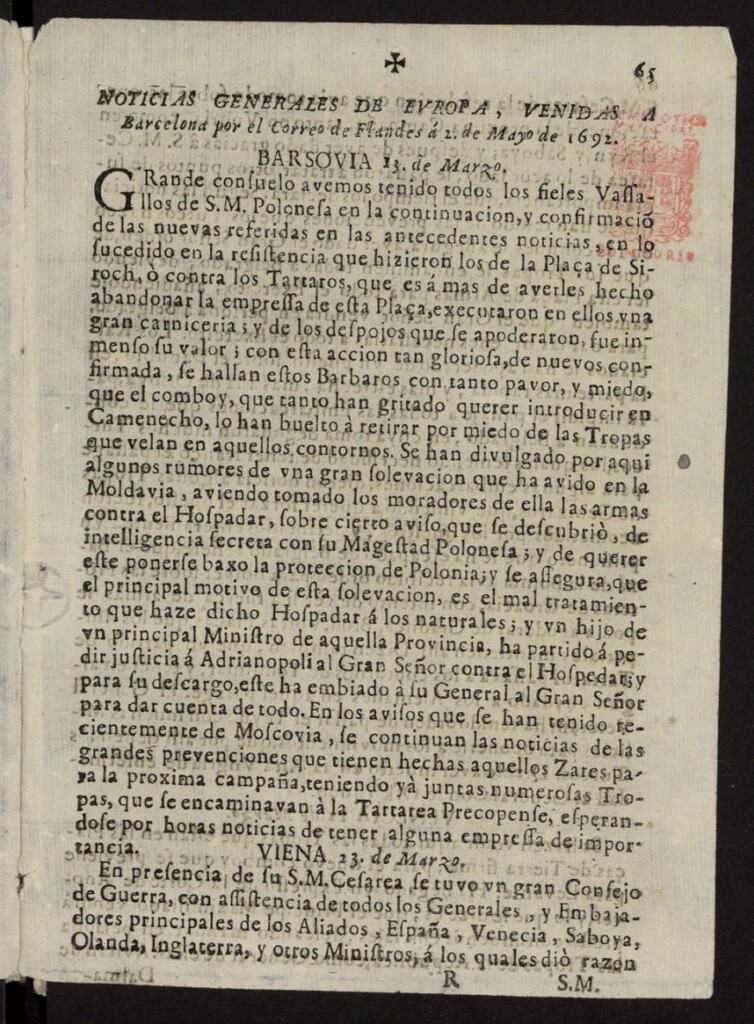 ✠
65
NOTICIAS GENERALES DE EVROPA, VENIDAS A
Barcelona por el Correo de Flandes á 2. de Mayo de 1692.
BARSOVIA 13. de Marzo.
GRande conſuelo avemos tenido todos los fieles Vaſſa-
llos de S.M. Poloneſa en la continuacion, y confirmaciõ
de las nuevas referidas en las antecedentes noticias, en lo
ſucedido en la reſiſtencia que hizieron los de la Plaça de Si-
roch, ò contra los Tartaros, que es á mas de averles hecho
abandonar la empreſſa de eſta Plaça, executaron en ellos vna
gran carniceria; y de los deſpojos que ſe apoderaron, fue in-
menſo ſu valor; con eſta accion tan glorioſa, de nuevos con-
firmada, ſe hallan eſtos Barbaros con tanto pavor, y miedo,
que el comboy, que tanto han gritado querer introducir en
Camenecho, lo han buelto à retirar por miedo de las Tropas
que velan en aquellos contornos. Se han divulgado por aqui
algunos rumores de vna gran ſolevacion que ha avido en la
Moldavia, aviendo tomado los moradores de ella las armas
contra el Hoſpadar, ſobre cierto aviſo, que ſe deſcubriò, de
intelligencia ſecreta con ſu Mageſtad Poloneſa; y de querer
eſte ponerſe baxo la proteccion de Polonia; y ſe aſſegura, que
el principal motivo de eſta ſolevacion, es el mal tratamien-
to que haze dicho Hoſpadar á los naturales; y vn hijo de
vn principal Miniſtro de aquella Provincia, ha partido á pe-
dir juſticia á Adrianopoli al Gran Señor contra el Hoſpedar; y
para ſu deſcargo, eſte ha embiado à ſu General al Gran Señor
para dar cuenta de todo. En los aviſos que ſe han tenido re-
cientemente de Moſcovia, ſe continuan las noticias de las
grandes prevenciones que tienen hechas aquellos Zares pa-
ra la proxima campaña, teniendo yà juntas numeroſas Tro-
pas, que ſe encaminavan à la Tartarea Precopenſe, eſperan-
doſe por horas noticias de tener alguna empreſſa de impor-
tancia.
VIENA 23. de Marzo.
En preſencia de ſu S.M. Ceſarea ſe tuvo vn gran Conſejo
de Guerra, con aſſiſtencia de todos los Generales, y Embaja-
dores principales de los Aliados, Eſpaña, Venecia, Saboya,
Olanda, Inglaterra, y otros Miniſtros, á los quales diò razon
R S.M.